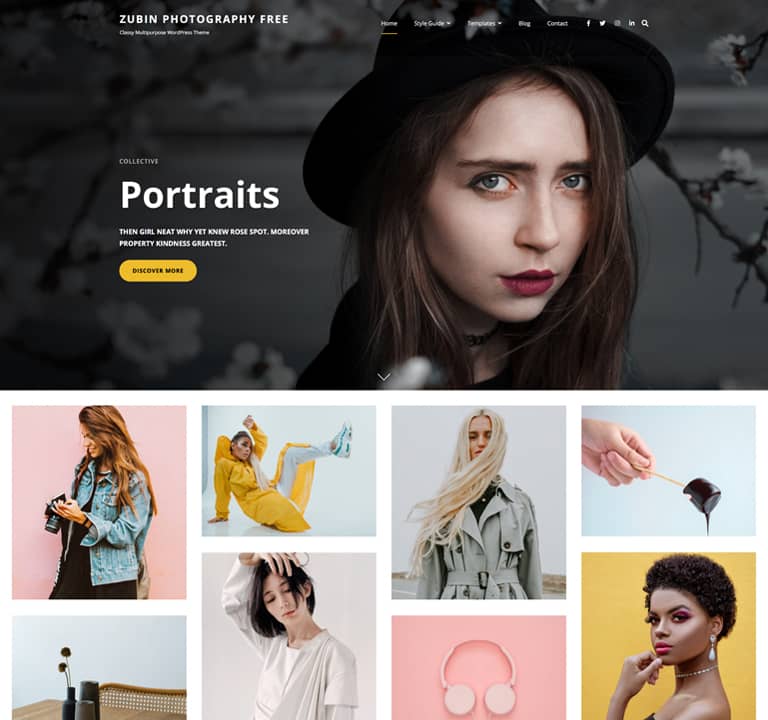 ZUBIN PHOTOGRAPHY FREE
Classy Multipurpose WordPress Theme
Home Style Guide Templates Blog Contact
COLLECTIVE
Portraits
THEN GIRL NEAT WHY YET KNEW ROSE SPOT. MOREOVER
PROPERTY KINDNESS GREATEST.
DISCOVER MORE